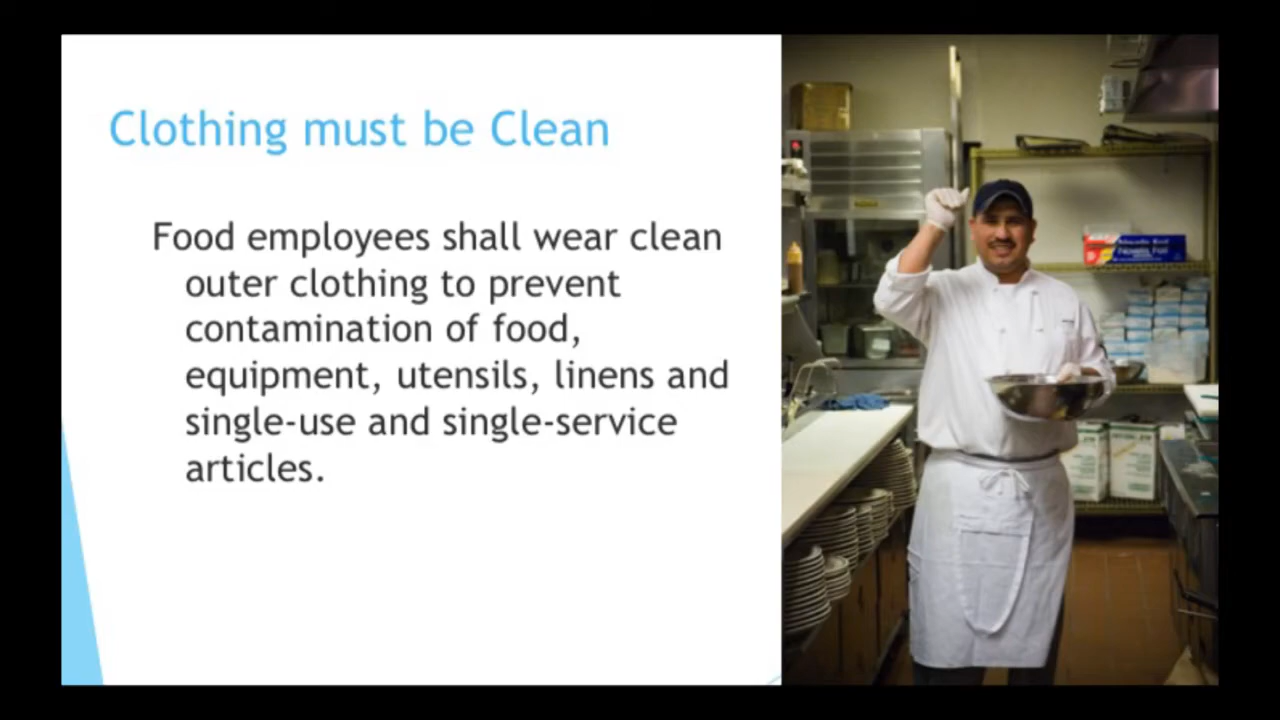 Clothing must be Clean
Food employees shall wear clean
outer clothing to prevent
contamination of food,
equipment, utensils, linens and
single-use and single-service
articles.